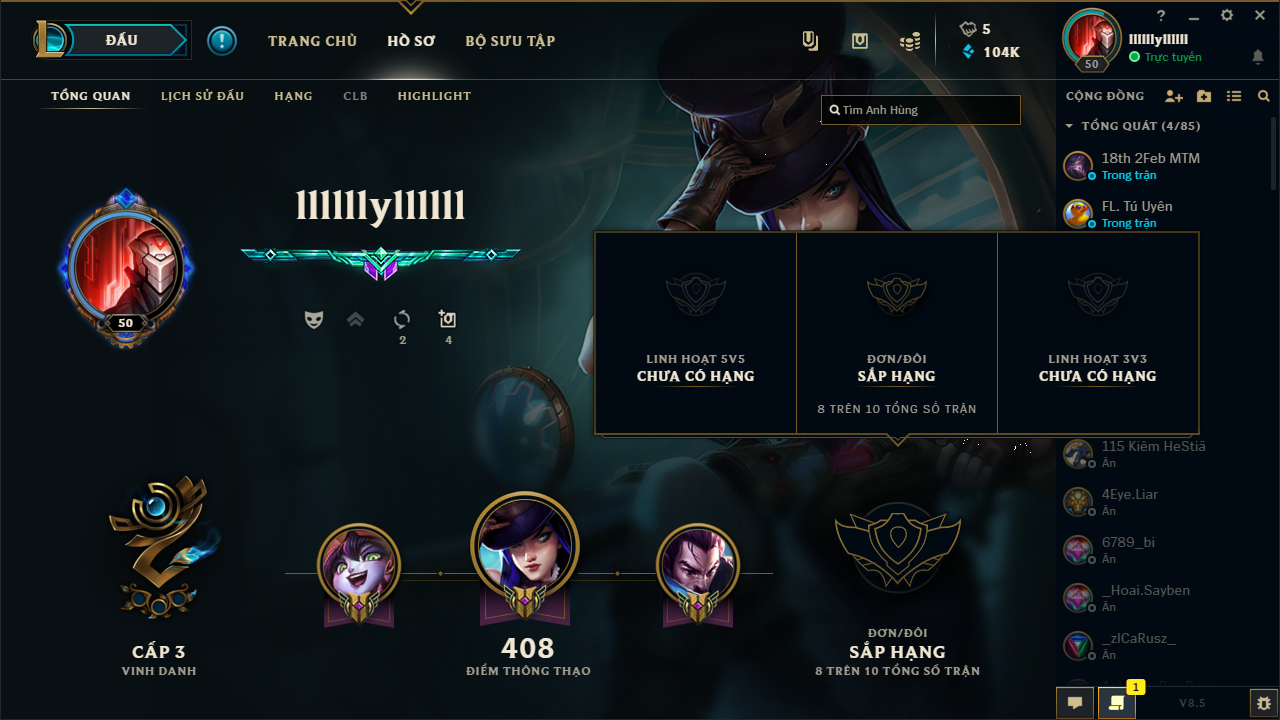 ĐẤU
TRANG CHỦ
HỒ SƠ
BỘ SƯU TẬP
5
104K
?
llllllyllllll
Trực tuyến
50
TỔNG QUAN
LỊCH SỬ ĐẤU
HẠNG
CLB
HIGHLIGHT
Tìm Anh Hùng
CỘNG ĐỒNG
TỔNG QUÁT (4/85)
18th 2Feb MTM
Trong trận
FL. Tú Uyên
Trong trận
llllllyllllll
50
2
4
LINH HOẠT 5V5
CHƯA CÓ HẠNG
ĐƠN/ĐÔI
SẮP HẠNG
8 TRÊN 10 TỔNG SỐ TRẬN
LINH HOẠT 3V3
CHƯA CÓ HẠNG
115 Kiêm HeStiä
Ẩn
4Eye.Liar
Ẩn
6789_bi
Ẩn
_Hoai.Sayben
Ẩn
_zICaRusz_
Ẩn
CẤP 3
VINH DANH
408
ĐIỂM THÔNG THẠO
ĐƠN/ĐÔI
SẮP HẠNG
8 TRÊN 10 TỔNG SỐ TRẬN
1
V8.5